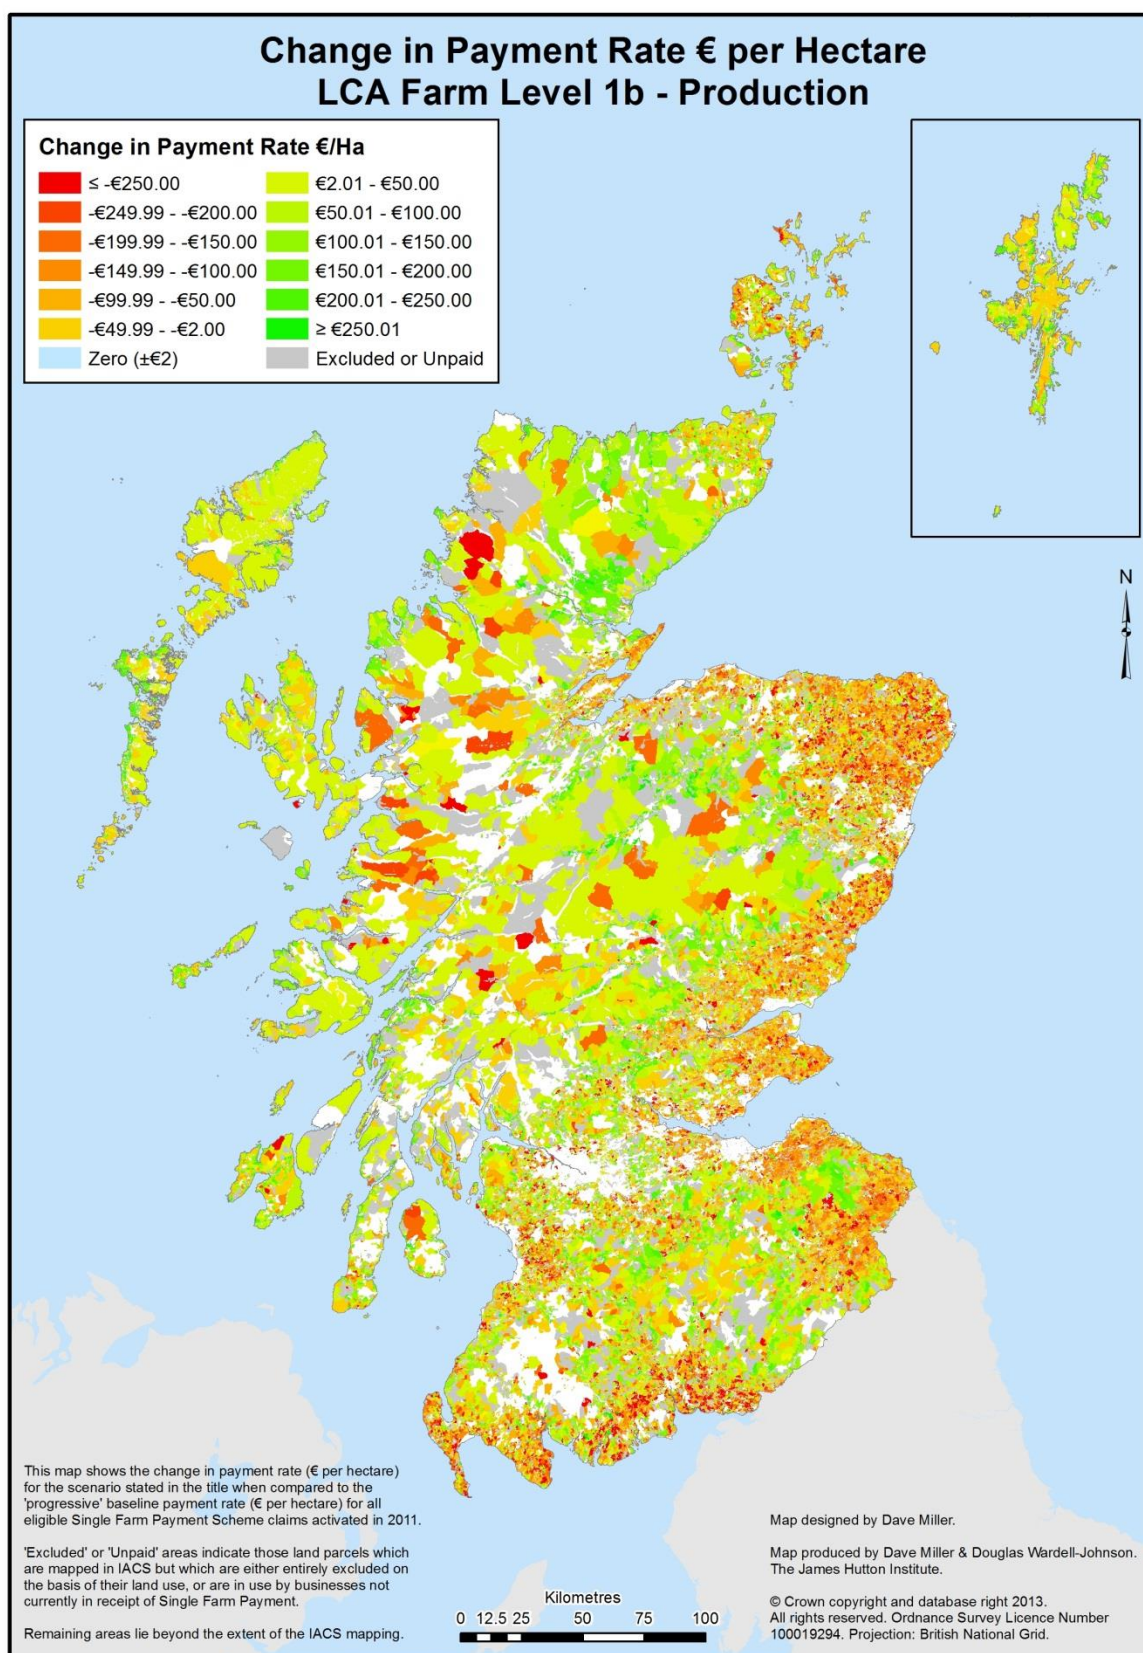 Change in Payment Rate € per Hectare
LCA Farm Level 1b - Production
Change in Payment Rate €/Ha
≤ -€250.00
-€249.99 - -€200.00
-€199.99 - -€150.00
-€149.99 - -€100.00
-€99.99 - -€50.00
-€49.99 - -€2.00
Zero (±€2)
€2.01 - €50.00
€50.01 - €100.00
€100.01 - €150.00
€150.01 - €200.00
€200.01 - €250.00
≥ €250.01
Excluded or Unpaid
N
This map shows the change in payment rate (€ per hectare)
for the scenario stated in the title when compared to the
'progressive' baseline payment rate (€ per hectare) for all
eligible Single Farm Payment Scheme claims activated in 2011.
'Excluded' or 'Unpaid' areas indicate those land parcels which
are mapped in IACS but which are either entirely excluded on
the basis of their land use, or are in use by businesses not
currently in receipt of Single Farm Payment.
Remaining areas lie beyond the extent of the IACS mapping.
Kilometres
0 12.5 25 50 75 100
Map designed by Dave Miller.
Map produced by Dave Miller & Douglas Wardell-Johnson.
The James Hutton Institute.
© Crown copyright and database right 2013.
All rights reserved. Ordnance Survey Licence Number
100019294. Projection: British National Grid.